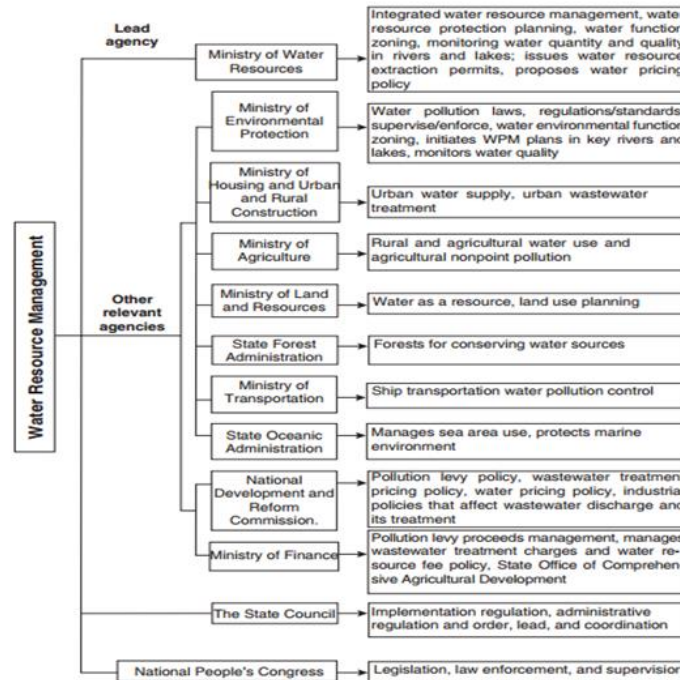 Lead
agency
Ministry of Water
Resources
Integrated water resource management, water
resource protection planning, water function
zoning, monitoring water quantity and quality
in rivers and lakes; issues water resource
extraction permits, proposes water pricing
policy
Ministry of
Environmental
Protection
Water pollution laws, regulations/standards
supervise/enforce, water environmental function
zoning, initiates WPM plans in key rivers and
lakes, monitors water quality
Ministry of
Housing and Urban
and Rural
Construction
Urban water supply, urban wastewater
treatment
Ministry of
Agriculture
Rural and agricultural water use and
agricultural nonpoint pollution
Water Resource Management
Other
relevant
agencies
Ministry of Land
and Resources
Water as a resource, land use planning
State Forest
Administration
Forests for conserving water sources
Ministry of
Transportation
Ship transportation water pollution control
State Oceanic
Administration
Manages sea area use, protects marine
environment
National
Development and
Reform
Commission.
Pollution levy policy, wastewater treatment
pricing policy, water pricing policy, industrial
policies that affect wastewater discharge and
its treatment
Ministry of Finance
Pollution levy proceeds management, manages
wastewater treatment charges and water re-
source fee policy, State Office of Comprehen-
sive Agricultural Development
The State Council
Implementation regulation, administrative
regulation and order, lead, and coordination
National People's Congress
Legislation, law enforcement, and supervision